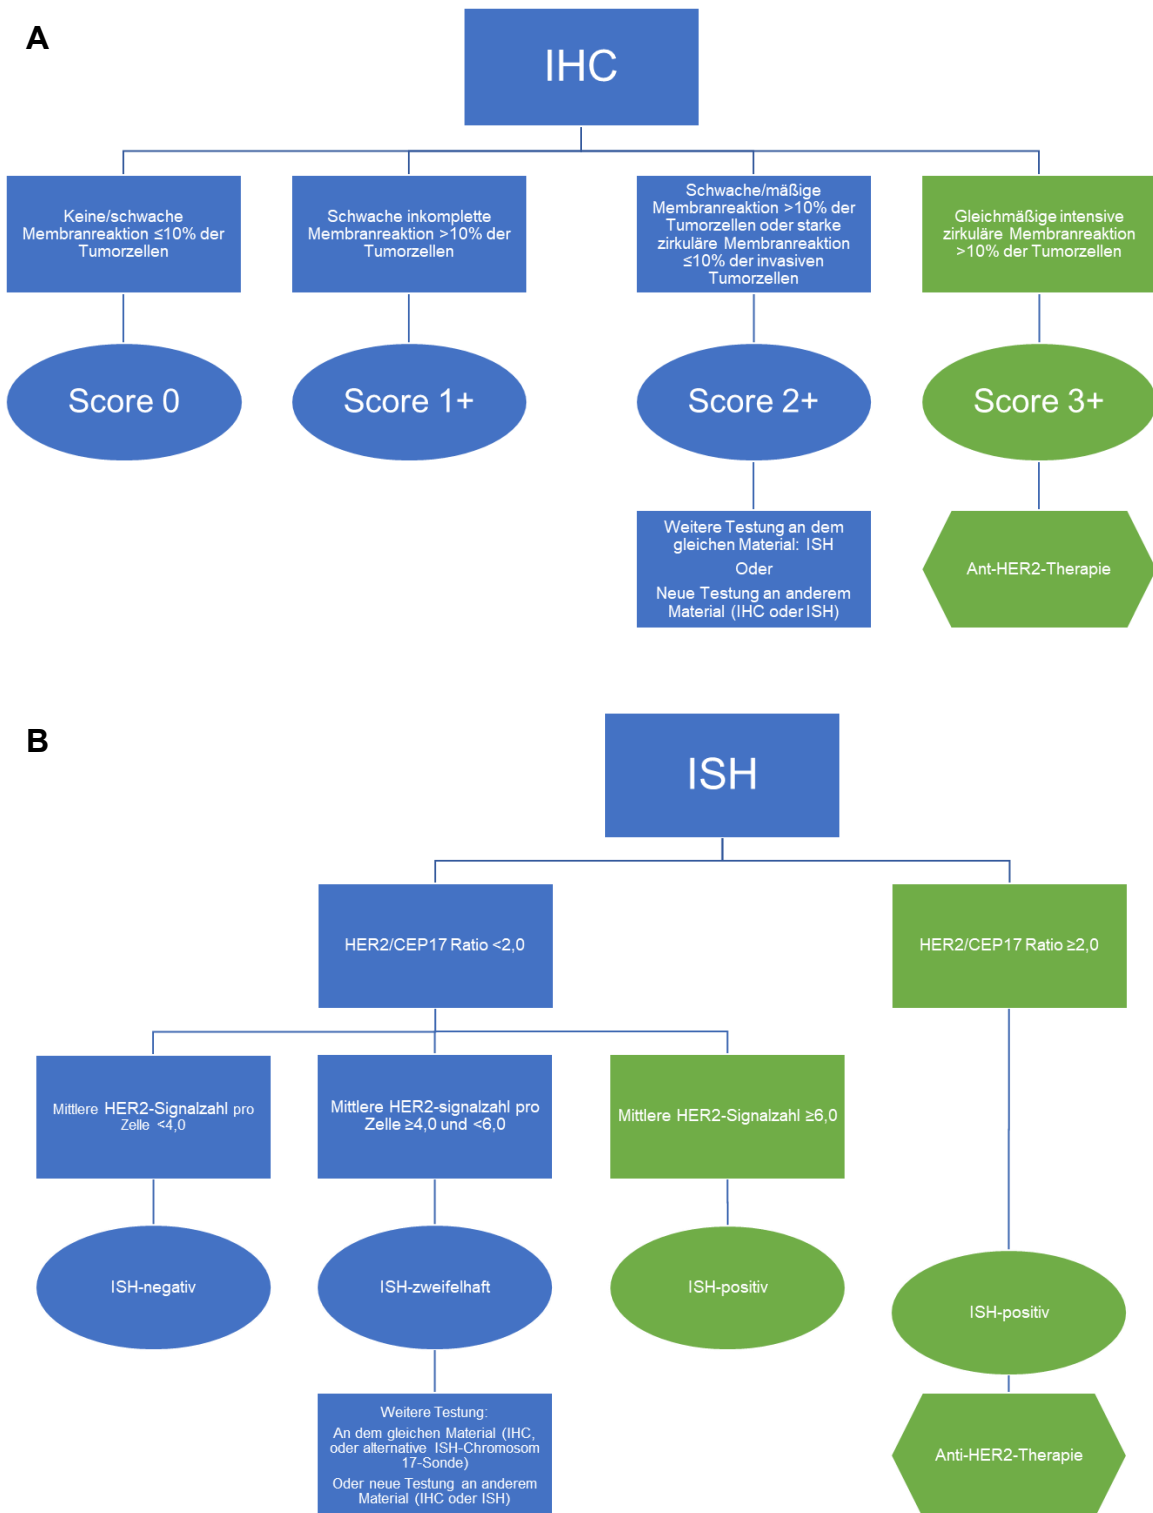 A
IHC
Keine/schwache
Membranreaktion ≤10% der
Tumorzellen
Schwache inkomplette
Membranreaktion >10% der
Tumorzellen
Schwache/mäßige
Membranreaktion >10% der
Tumorzellen oder starke
zirkuläre Membranreaktion
≤10% der invasiven
Tumorzellen
Gleichmäßige intensive
zirkuläre Membranreaktion
>10% der Tumorzellen
Score 0
Score 1+
Score 2+
Score 3+
Weitere Testung an dem
gleichen Material: ISH
Oder
Neue Testung an anderem
Material (IHC oder ISH)
Ant-HER2-Therapie
B
ISH
HER2/CEP17 Ratio <2,0
HER2/CEP17 Ratio ≥2,0
Mittlere HER2-Signalzahl pro
Zelle <4,0
Mittlere HER2-signalzahl pro
Zelle ≥4,0 und <6,0
Mittlere HER2-Signalzahl ≥6,0
ISH-negativ
ISH-zweifelhaft
ISH-positiv
ISH-positiv
Weitere Testung:
An dem gleichen Material (IHC,
oder alternative ISH-Chromosom
17-Sonde)
Oder neue Testung an anderem
Material (IHC oder ISH)
Anti-HER2-Therapie